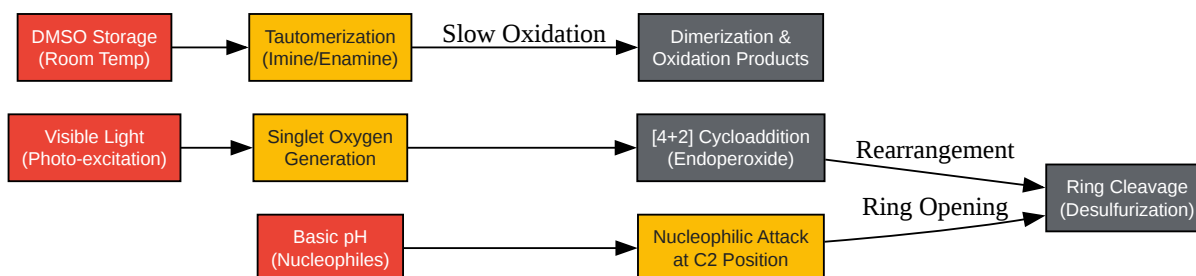 DMSO Storage
(Room Temp)
Tautomerization
(Imine/Enamine)
Slow Oxidation
Dimerization &
Oxidation Products
Visible Light
(Photo-excitation)
Singlet Oxygen
Generation
[4+2] Cycloaddition
(Endoperoxide)
Rearrangement
Ring Cleavage
(Desulfurization)
Basic pH
(Nucleophiles)
Nucleophilic Attack
at C2 Position
Ring Opening